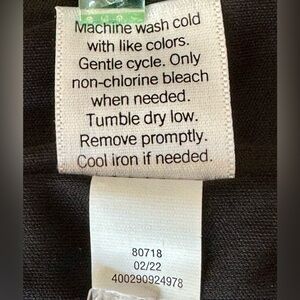 Machine wash cold
with like colors.
Gentle cycle. Only
non-chlorine bleach
when needed.
Tumble dry low.
Remove promptly.
Cool iron if needed.
80718
02/22
400290924978